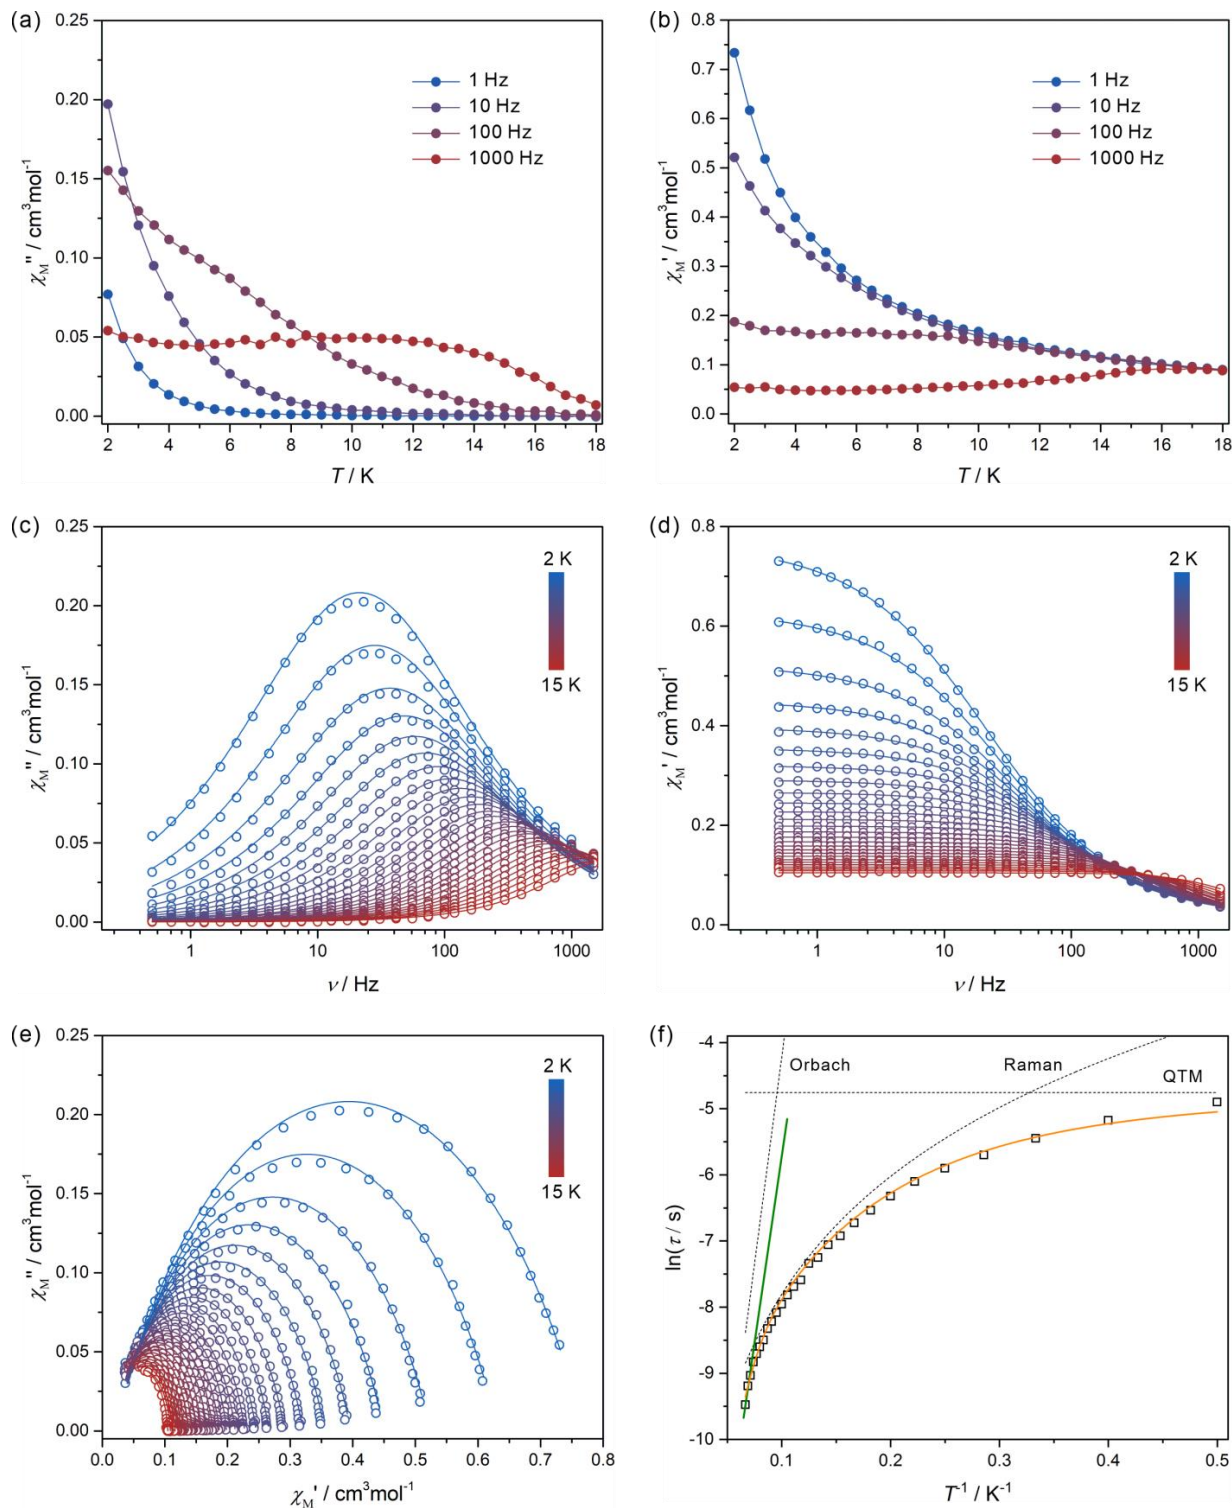 (a)
0.25
0.20
0.15
0.10
0.05
0.00
χM'' / cm³mol⁻¹
1 Hz
10 Hz
100 Hz
1000 Hz
2 4 6 8 10 12 14 16 18
T / K
(b)
0.8
0.7
0.6
0.5
0.4
0.3
0.2
0.1
0.0
χM' / cm³mol⁻¹
1 Hz
10 Hz
100 Hz
1000 Hz
2 4 6 8 10 12 14 16 18
T / K
(c)
0.25
0.20
0.15
0.10
0.05
0.00
χM'' / cm³mol⁻¹
2 K
15 K
1 10 100 1000
ν / Hz
(d)
0.8
0.6
0.4
0.2
0.0
χM' / cm³mol⁻¹
2 K
15 K
1 10 100 1000
ν / Hz
(e)
0.25
0.20
0.15
0.10
0.05
0.00
χM'' / cm³mol⁻¹
2 K
15 K
0.0 0.1 0.2 0.3 0.4 0.5 0.6 0.7 0.8
χM' / cm³mol⁻¹
(f)
-4
-5
-6
-7
-8
-9
-10
ln(τ / s)
Orbach
Raman
QTM
0.1 0.2 0.3 0.4 0.5
T⁻¹ / K⁻¹